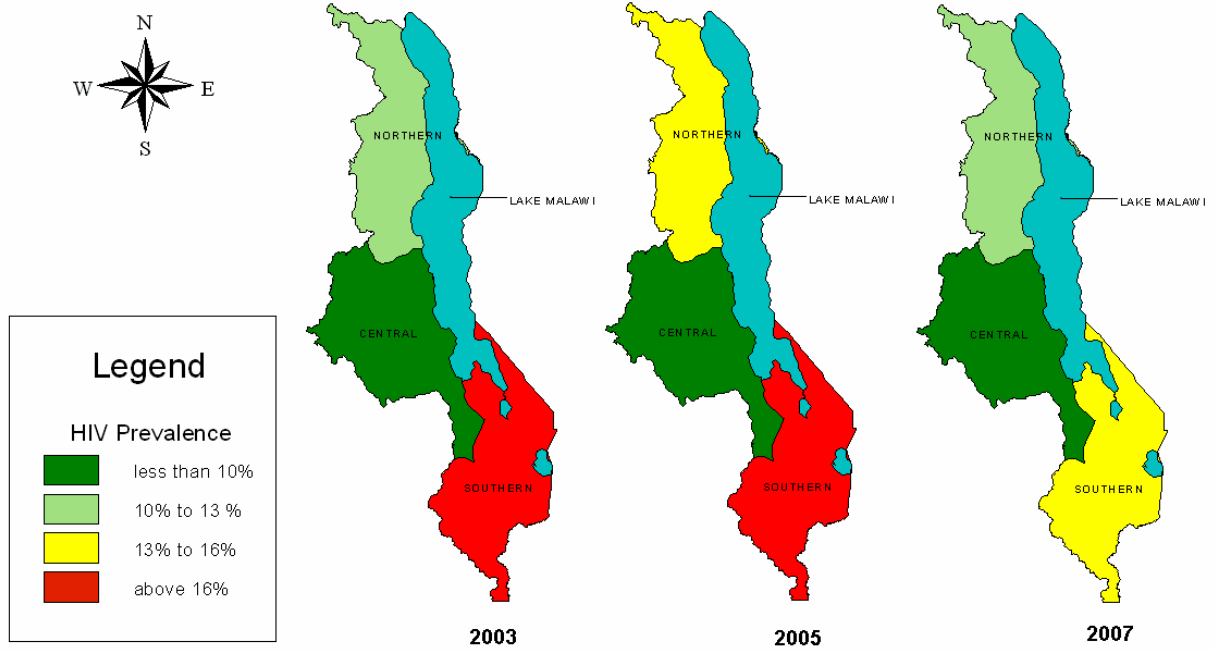 N
W E
S
NORTHERN
LAKE MALAWI
CENTRAL
SOUTHERN
2003
NORTHERN
LAKE MALAWI
CENTRAL
SOUTHERN
2005
NORTHERN
LAKE MALAWI
CENTRAL
SOUTHERN
2007
Legend
HIV Prevalence
less than 10%
10% to 13 %
13% to 16%
above 16%